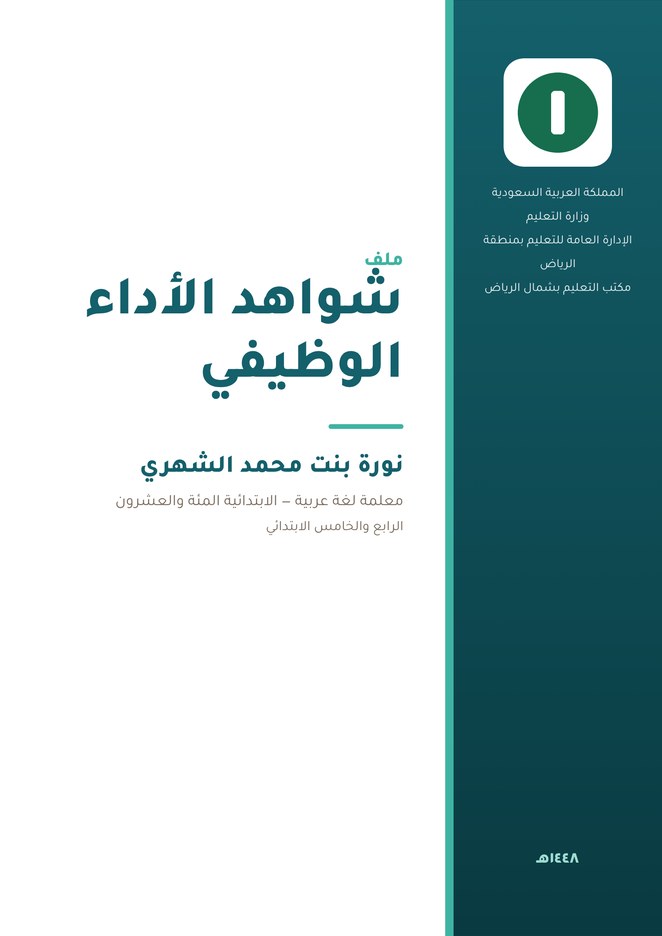 المملكة العربية السعودية
وزارة التعليم
الإدارة العامة للتعليم بمنطقة
الرياض
مكتب التعليم بشمال الرياض
ملف
شواهد الأداء
الوظيفي
نورة بنت محمد الشهري
معلمة لغة عربية – الابتدائية المئة والعشرون
الرابع والخامس الابتدائي
١٤٤٨هـ